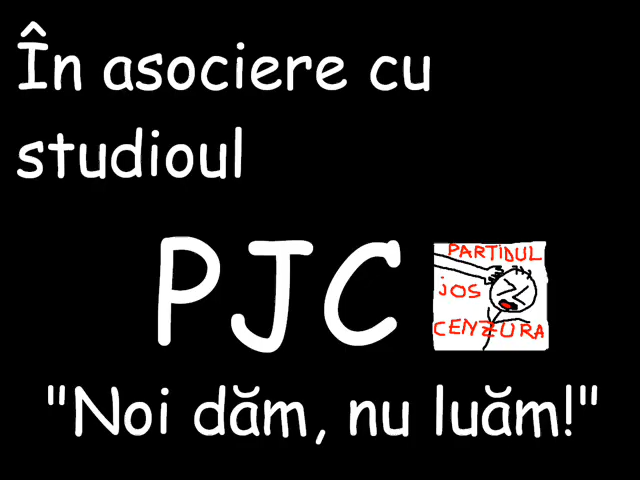 În asociere cu
studioul
PJC
PARTIDUL
jOS
CENZURA
"Noi dăm, nu luăm!"